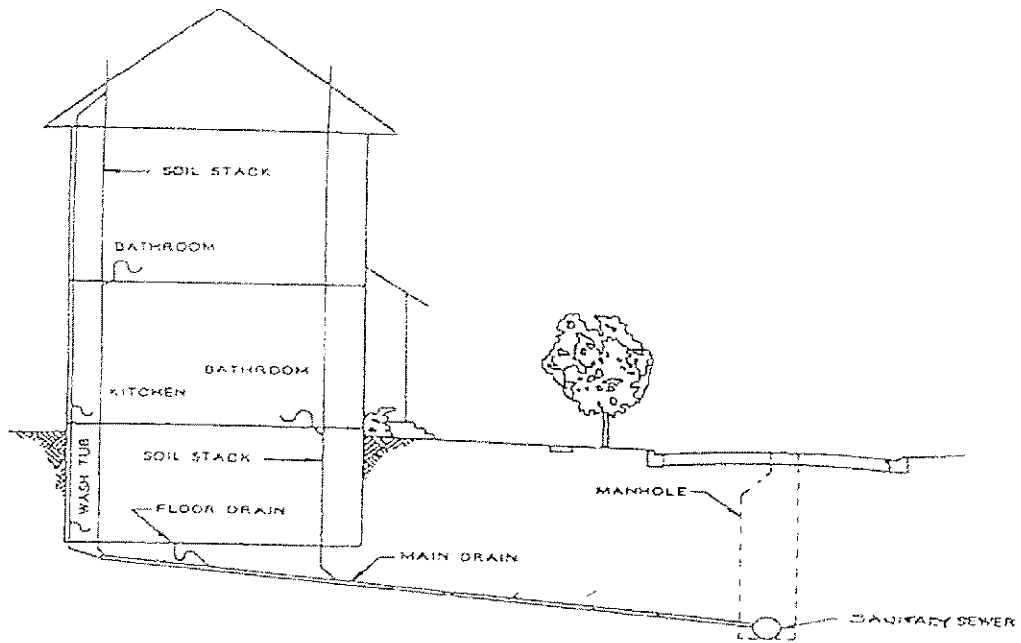 SOIL STACK
BATHROOM
BATHROOM
KITCHEN
SOIL STACK
WASH TUB
FLOOR DRAIN
MANHOLE
MAIN DRAIN
SANITARY SEWER